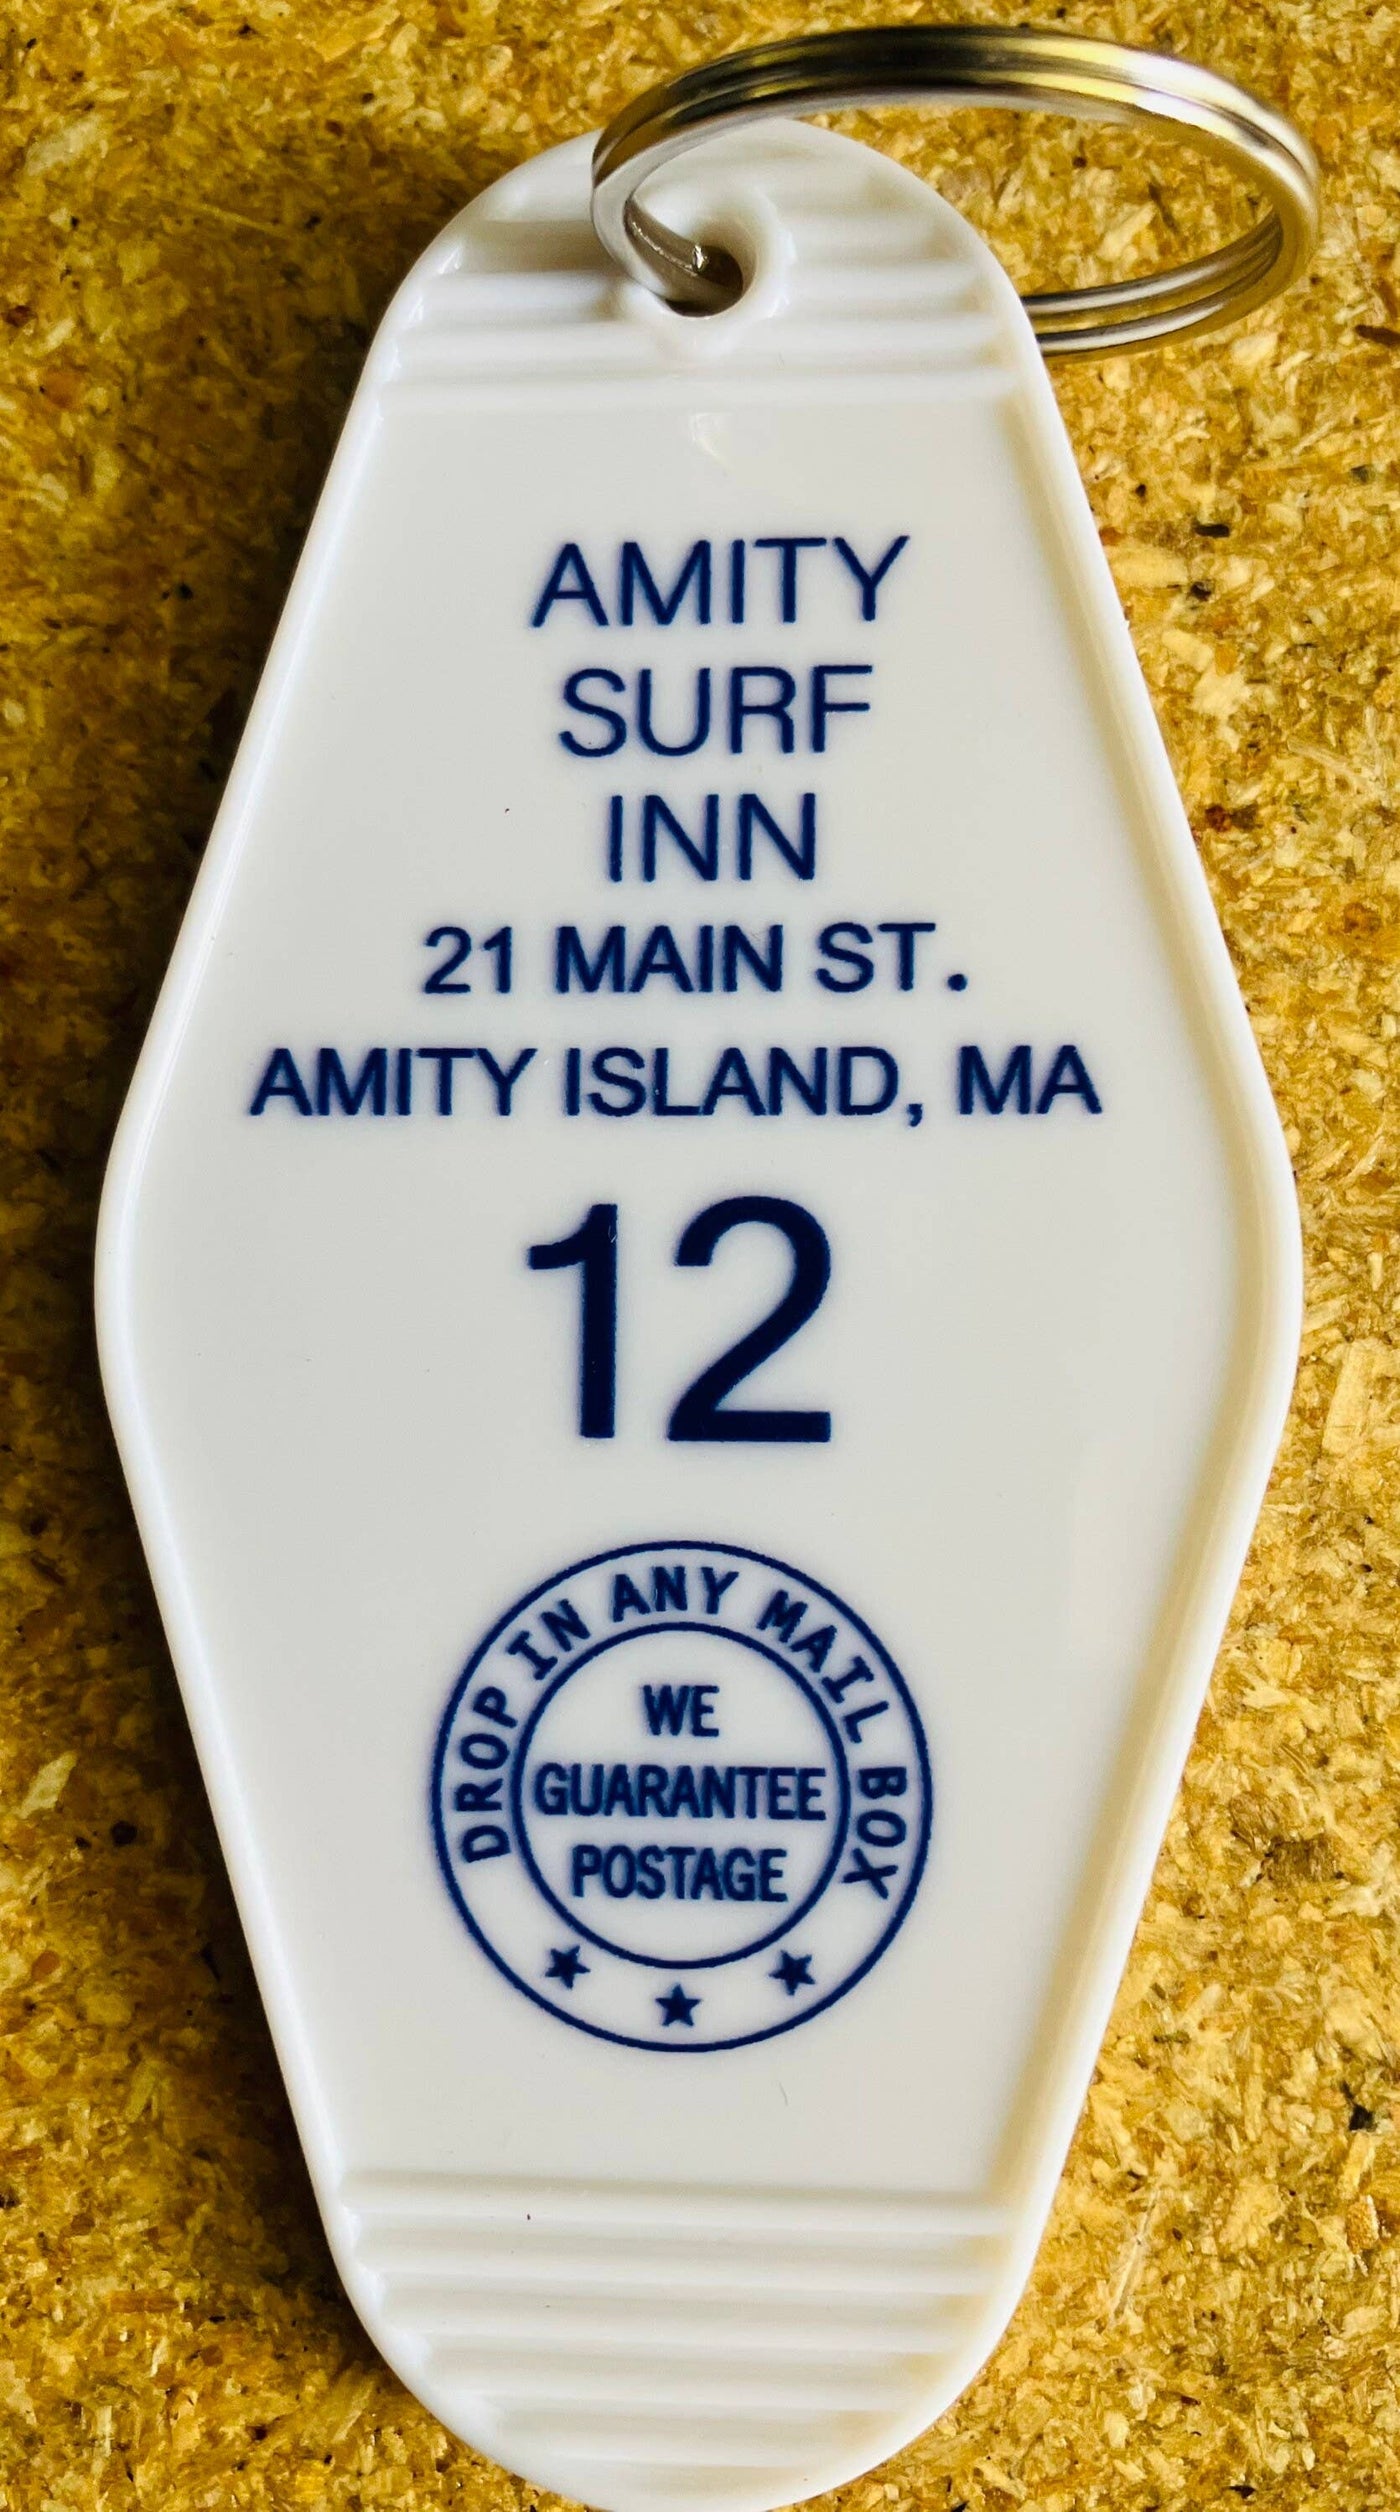 AMITY
SURF
INN
21 MAIN ST.
AMITY ISLAND, MA
12
DROP IN ANY MAIL BOX
WE
GUARANTEE
POSTAGE